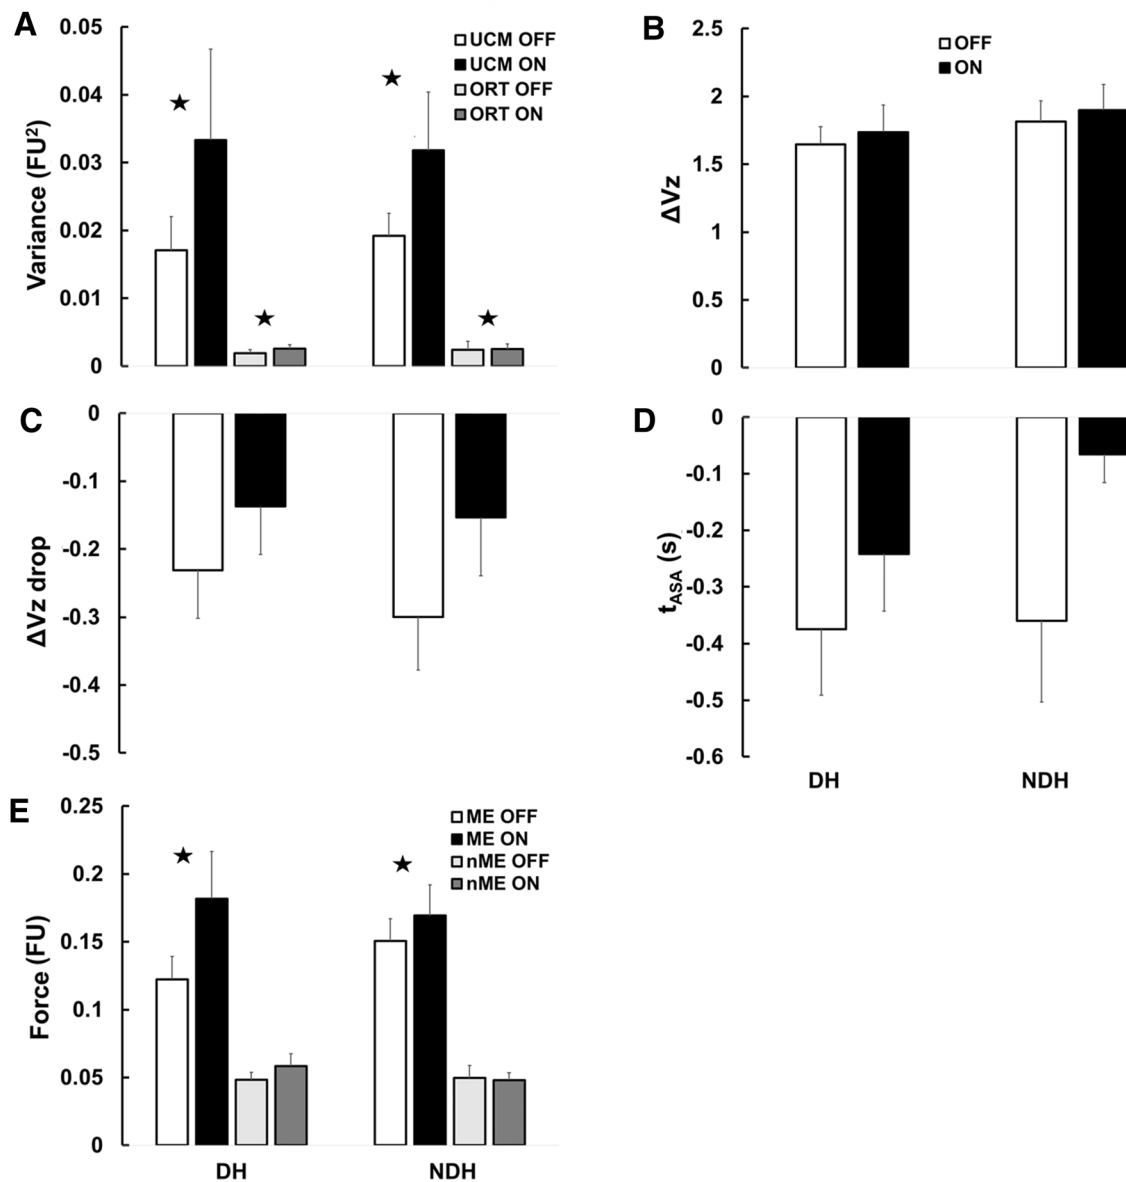 A
0.05
0.04
0.03
0.02
0.01
0
Variance (FU²)
UCM OFF
UCM ON
ORT OFF
ORT ON
★
★
★
★
B
2.5
2
1.5
1
0.5
0
ΔVz
OFF
ON
C
0
-0.1
-0.2
-0.3
-0.4
-0.5
ΔVz drop
D
0
-0.1
-0.2
-0.3
-0.4
-0.5
-0.6
tASA (s)
DH NDH
E
0.25
0.2
0.15
0.1
0.05
0
Force (FU)
ME OFF
ME ON
nME OFF
nME ON
★
★
DH NDH